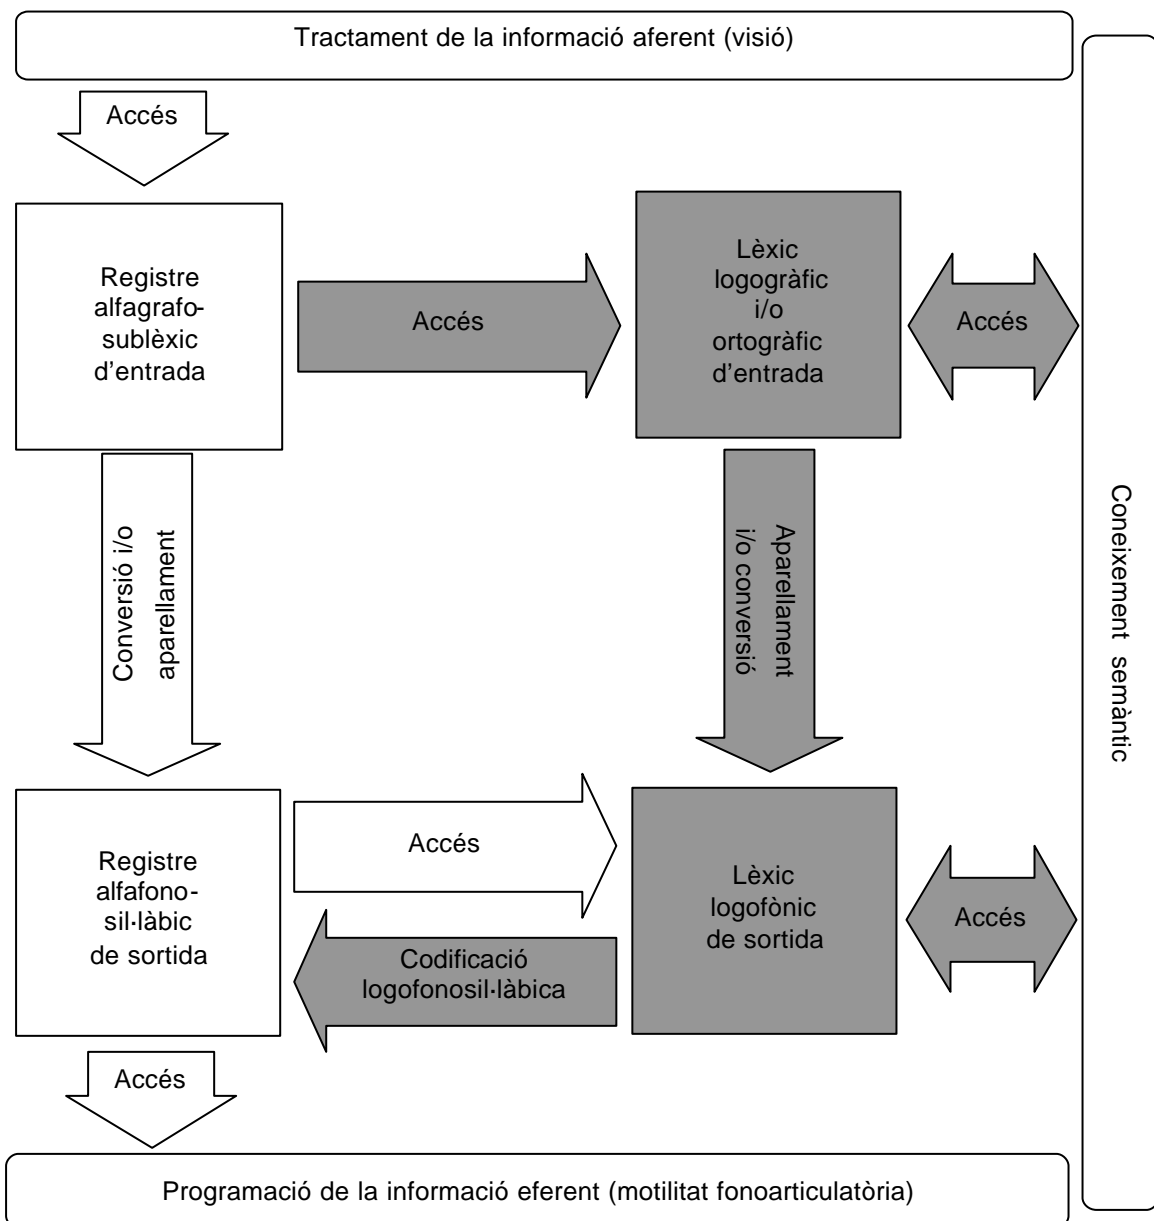 Tractament de la informació aferent (visió)
Accés
Registre
alfagrafo-
sublèxic
d'entrada
Accés
Lèxic
logogràfic
i/o
ortogràfic
d'entrada
Accés
Conversió i/o
aparellament
Aparellament
i/o conversió
Coneixement semàntic
Registre
alfafono-
sil·làbic
de sortida
Accés
Codificació
logofonosil·làbica
Lèxic
logofònic
de sortida
Accés
Accés
Programació de la informació eferent (motilitat fonoarticulatòria)